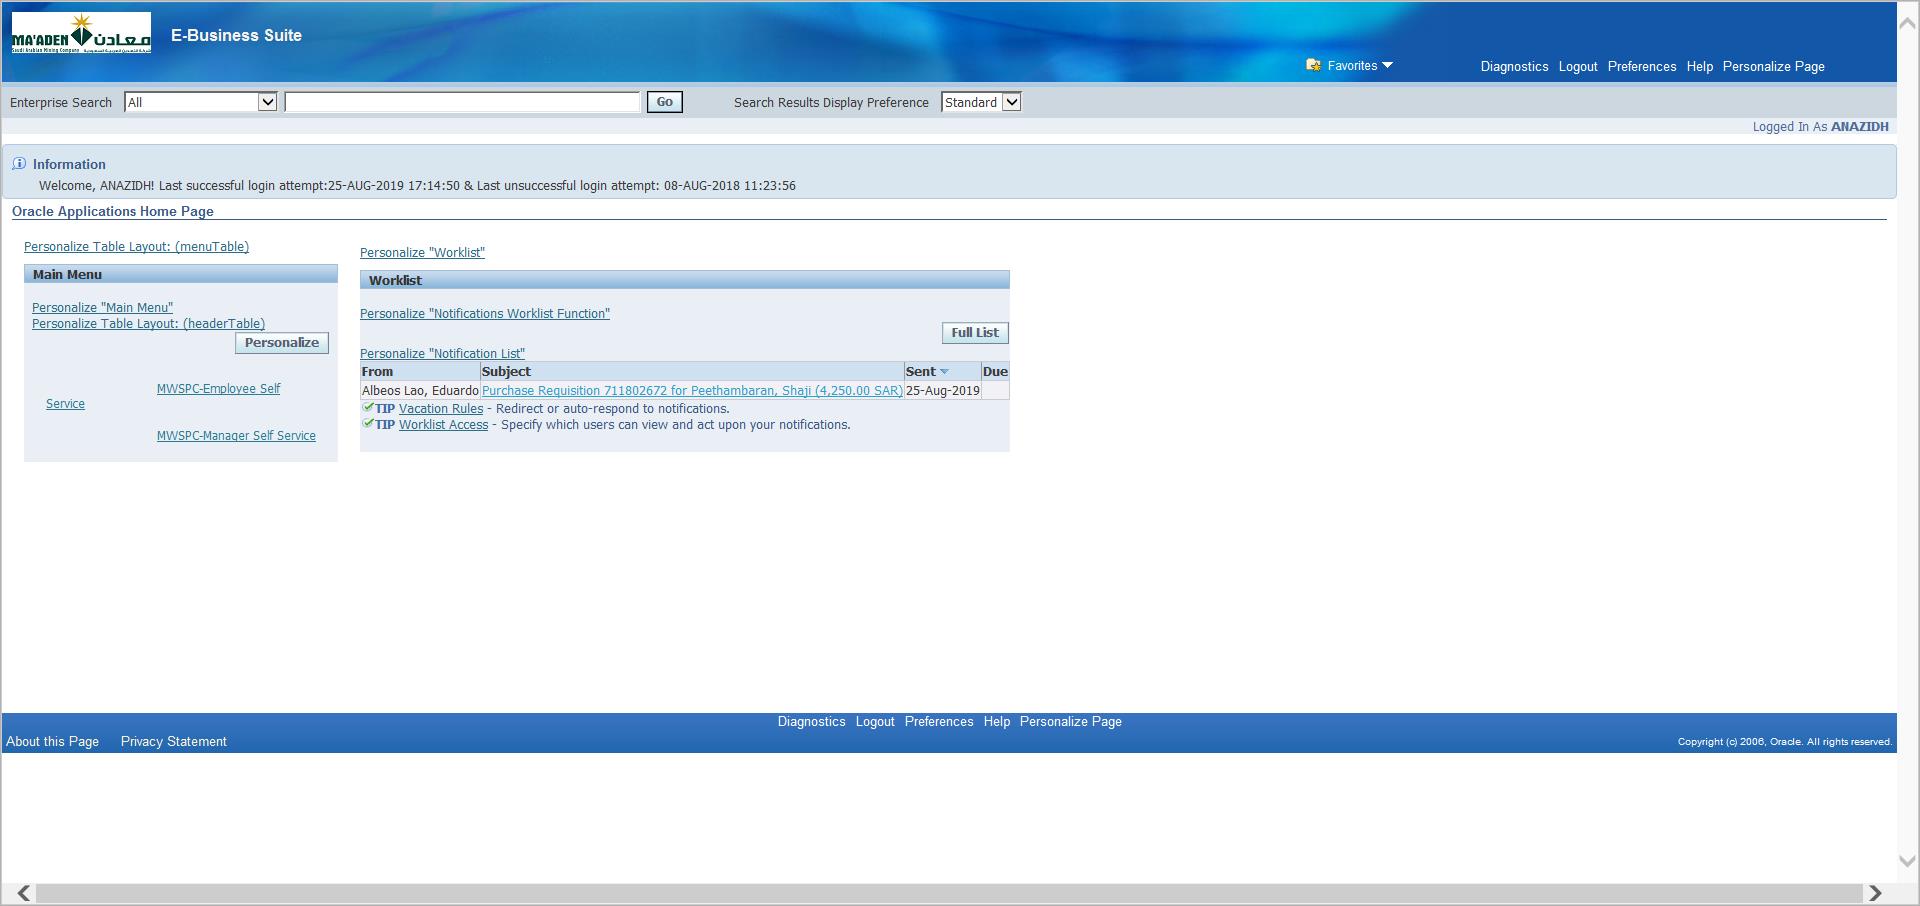 MA'ADEN معادن
Saudi Arabian Mining Company
E-Business Suite
Favorites
Diagnostics Logout Preferences Help Personalize Page
Enterprise Search All Go Search Results Display Preference Standard
Logged In As ANAZIDH
Information
Welcome, ANAZIDH! Last successful login attempt:25-AUG-2019 17:14:50 & Last unsuccessful login attempt: 08-AUG-2018 11:23:56
Oracle Applications Home Page
Personalize Table Layout: (menuTable)
Main Menu
Personalize "Main Menu"
Personalize Table Layout: (headerTable)
Personalize
MWSPC-Employee Self
Service
MWSPC-Manager Self Service
Personalize "Worklist"
Worklist
Personalize "Notifications Worklist Function"
Full List
Personalize "Notification List"
From Subject Sent Due
Albeos Lao, Eduardo Purchase Requisition 711802672 for Peethambaran, Shaji (4,250.00 SAR) 25-Aug-2019
TIP Vacation Rules - Redirect or auto-respond to notifications.
TIP Worklist Access - Specify which users can view and act upon your notifications.
Diagnostics Logout Preferences Help Personalize Page
About this Page Privacy Statement
Copyright (c) 2006, Oracle. All rights reserved.